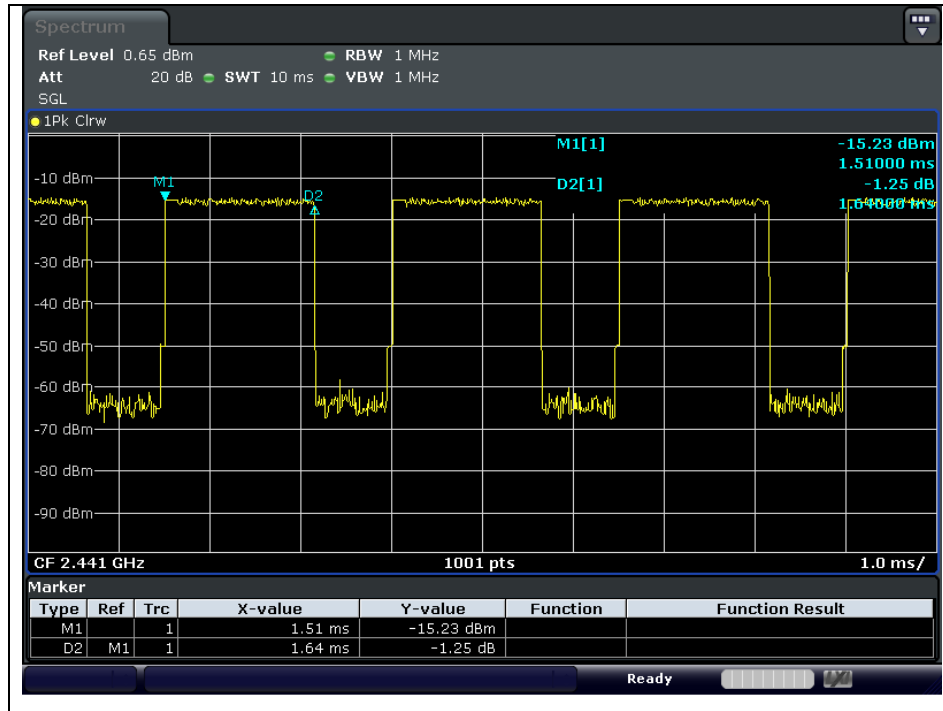 Spectrum
Ref Level 0.65 dBm RBW 1 MHz
Att 20 dB SWT 10 ms VBW 1 MHz
SGL
1Pk Clrw
M1[1] -15.23 dBm
1.51000 ms
D2[1] -1.25 dB
1.64000 ms
M1
D2
-10 dBm
-20 dBm
-30 dBm
-40 dBm
-50 dBm
-60 dBm
-70 dBm
-80 dBm
-90 dBm
CF 2.441 GHz 1001 pts 1.0 ms/
Marker
Type Ref Trc X-value Y-value Function Function Result
M1 1 1.51 ms -15.23 dBm
D2 M1 1 1.64 ms -1.25 dB
Ready